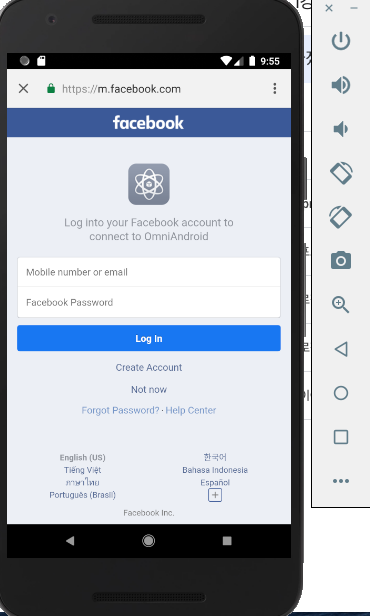 9:55
https://m.facebook.com
facebook
Log into your Facebook account to
connect to OmniAndroid
Mobile number or email
Facebook Password
Log In
Create Account
Not now
Forgot Password? · Help Center
English (US)
한국어
Tiếng Việt
Bahasa Indonesia
ภาษาไทย
Español
Português (Brasil)
Facebook Inc.